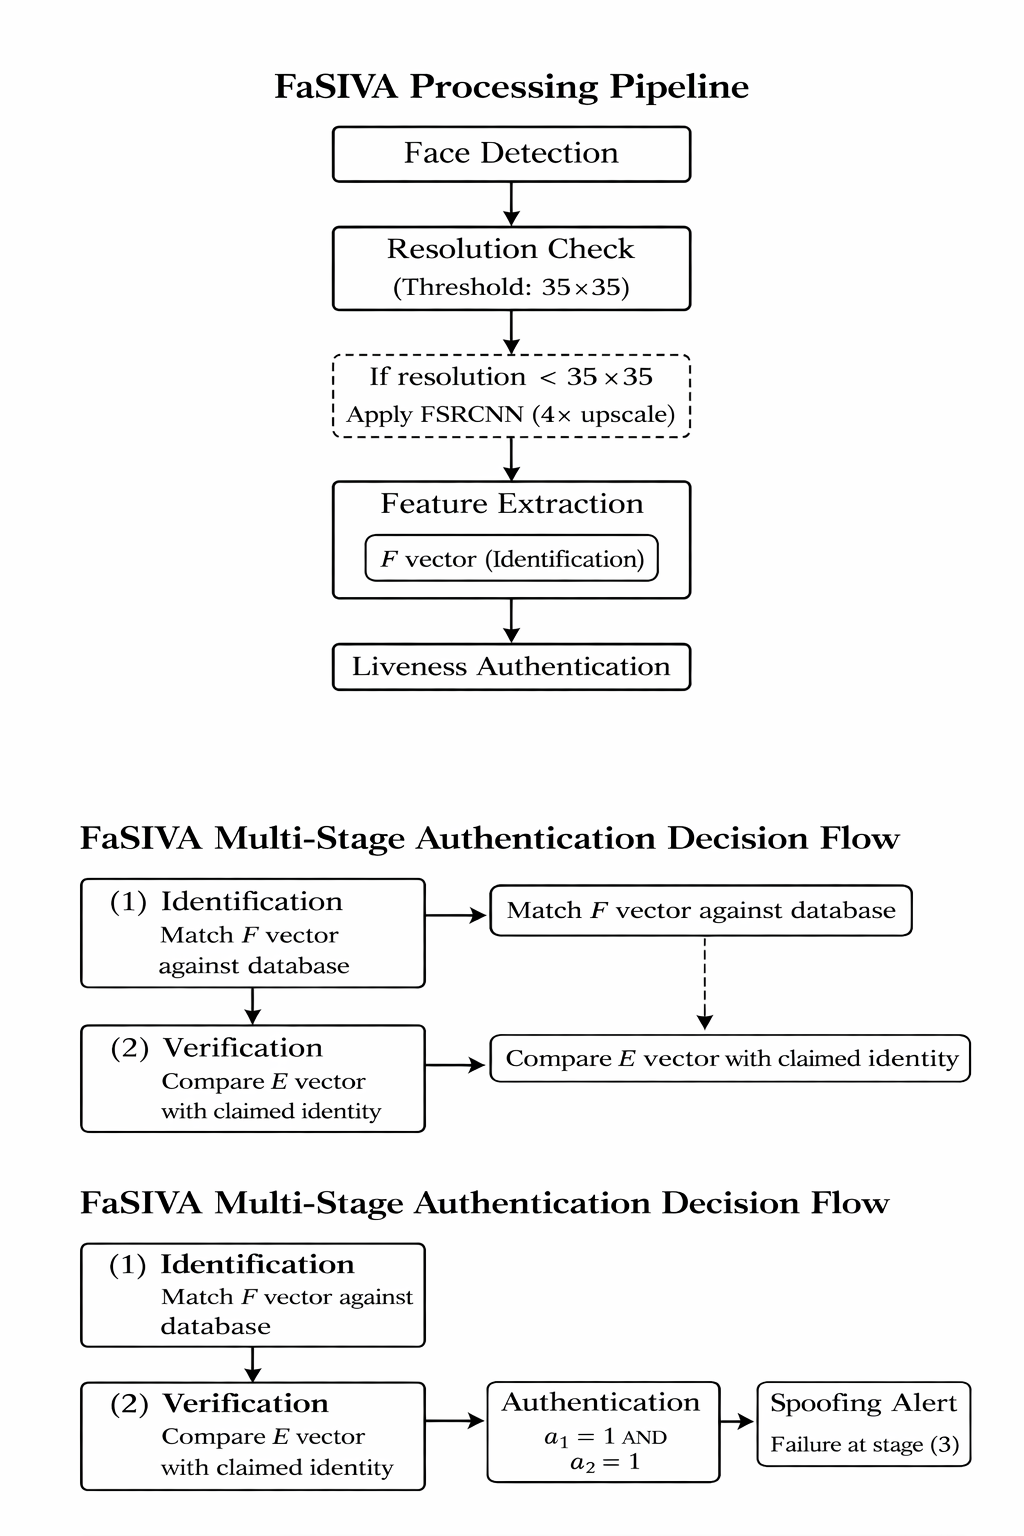 FaSIVA Processing Pipeline
Face Detection
Resolution Check
(Threshold: 35×35)
If resolution < 35×35
Apply FSRCNN (4× upscale)
Feature Extraction
F vector (Identification)
Liveness Authentication
FaSIVA Multi-Stage Authentication Decision Flow
(1) Identification
Match F vector
against database
Match F vector against database
(2) Verification
Compare E vector
with claimed identity
Compare E vector with claimed identity
FaSIVA Multi-Stage Authentication Decision Flow
(1) Identification
Match F vector against
database
(2) Verification
Compare E vector
with claimed identity
Authentication
a₁ = 1 AND
a₂ = 1
Spoofing Alert
Failure at stage (3)